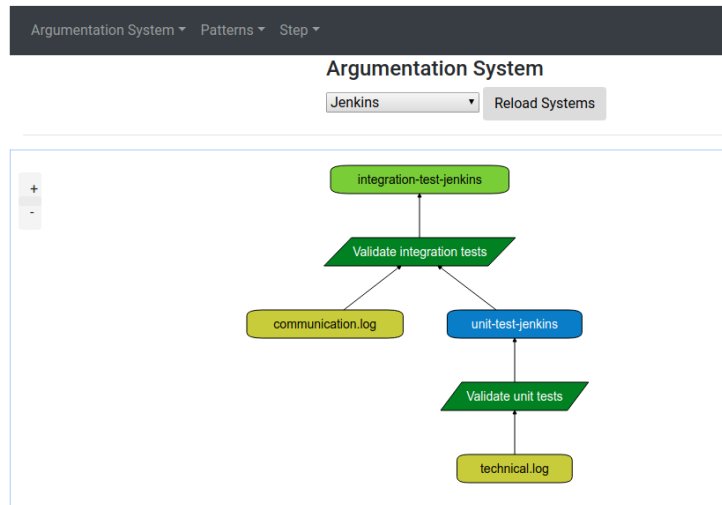 Argumentation System Patterns Step
Argumentation System
Jenkins Reload Systems
+
-
integration-test-jenkins
Validate integration tests
communication.log unit-test-jenkins
Validate unit tests
technical.log